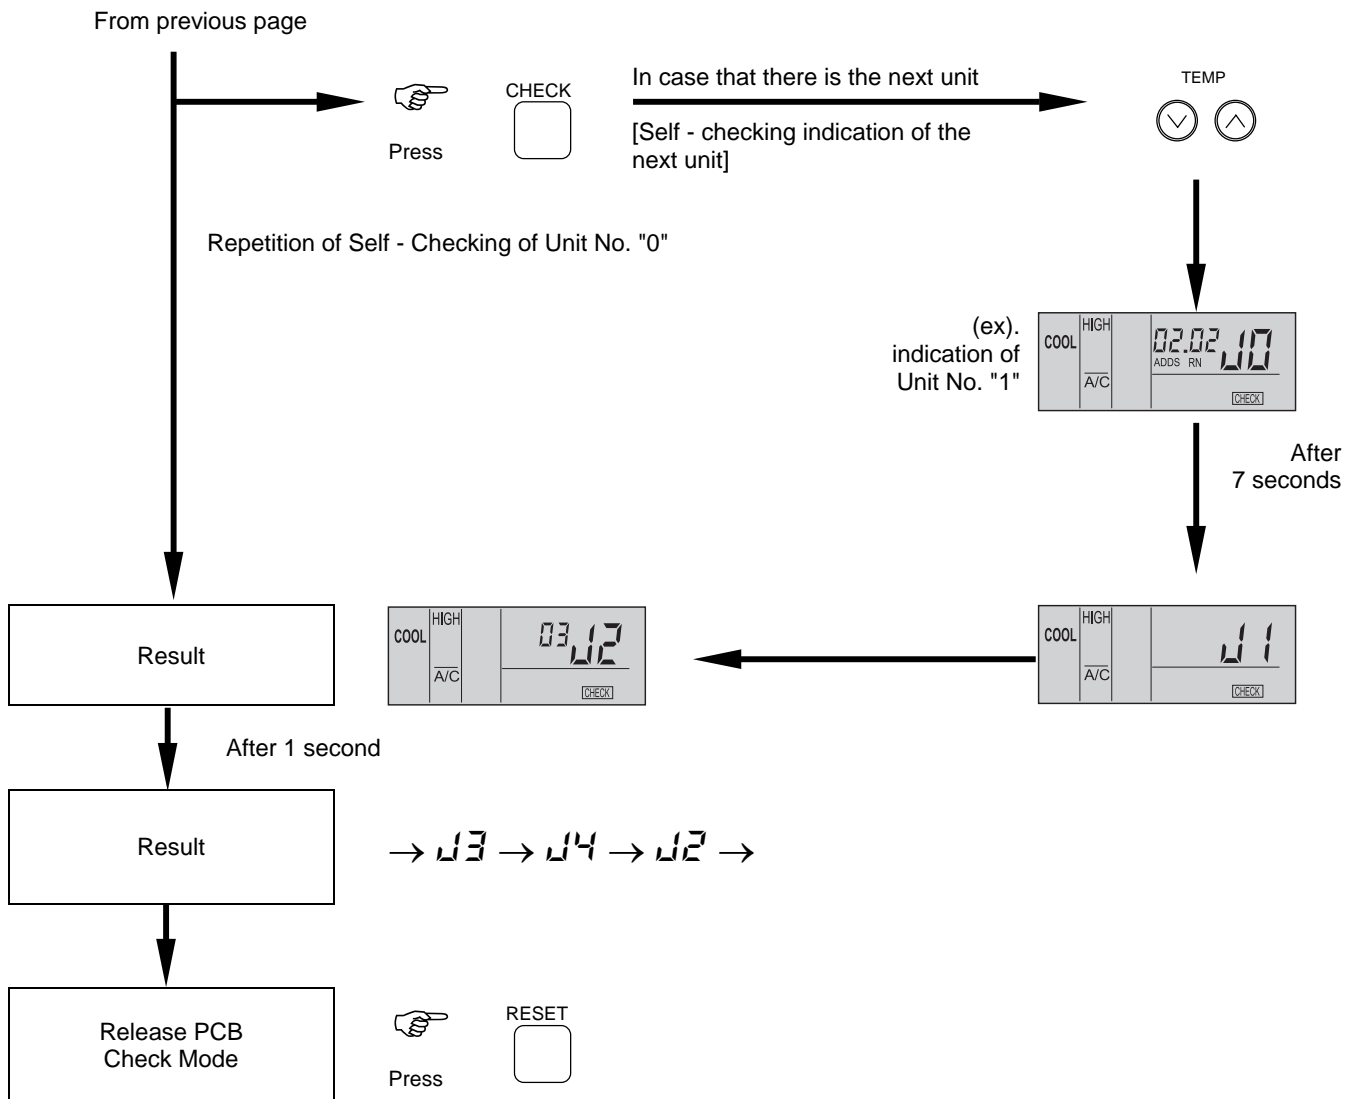 From previous page
Press
CHECK
In case that there is the next unit
[Self - checking indication of the
next unit]
TEMP
Repetition of Self - Checking of Unit No. "0"
(ex).
indication of
Unit No. "1"
COOL
HIGH
A/C
02.02
ADDS RN
J0
CHECK
After
7 seconds
Result
COOL
HIGH
A/C
03
J2
CHECK
COOL
HIGH
A/C
J1
CHECK
After 1 second
Result
→ J3 → J4 → J2 →
Release PCB
Check Mode
Press
RESET